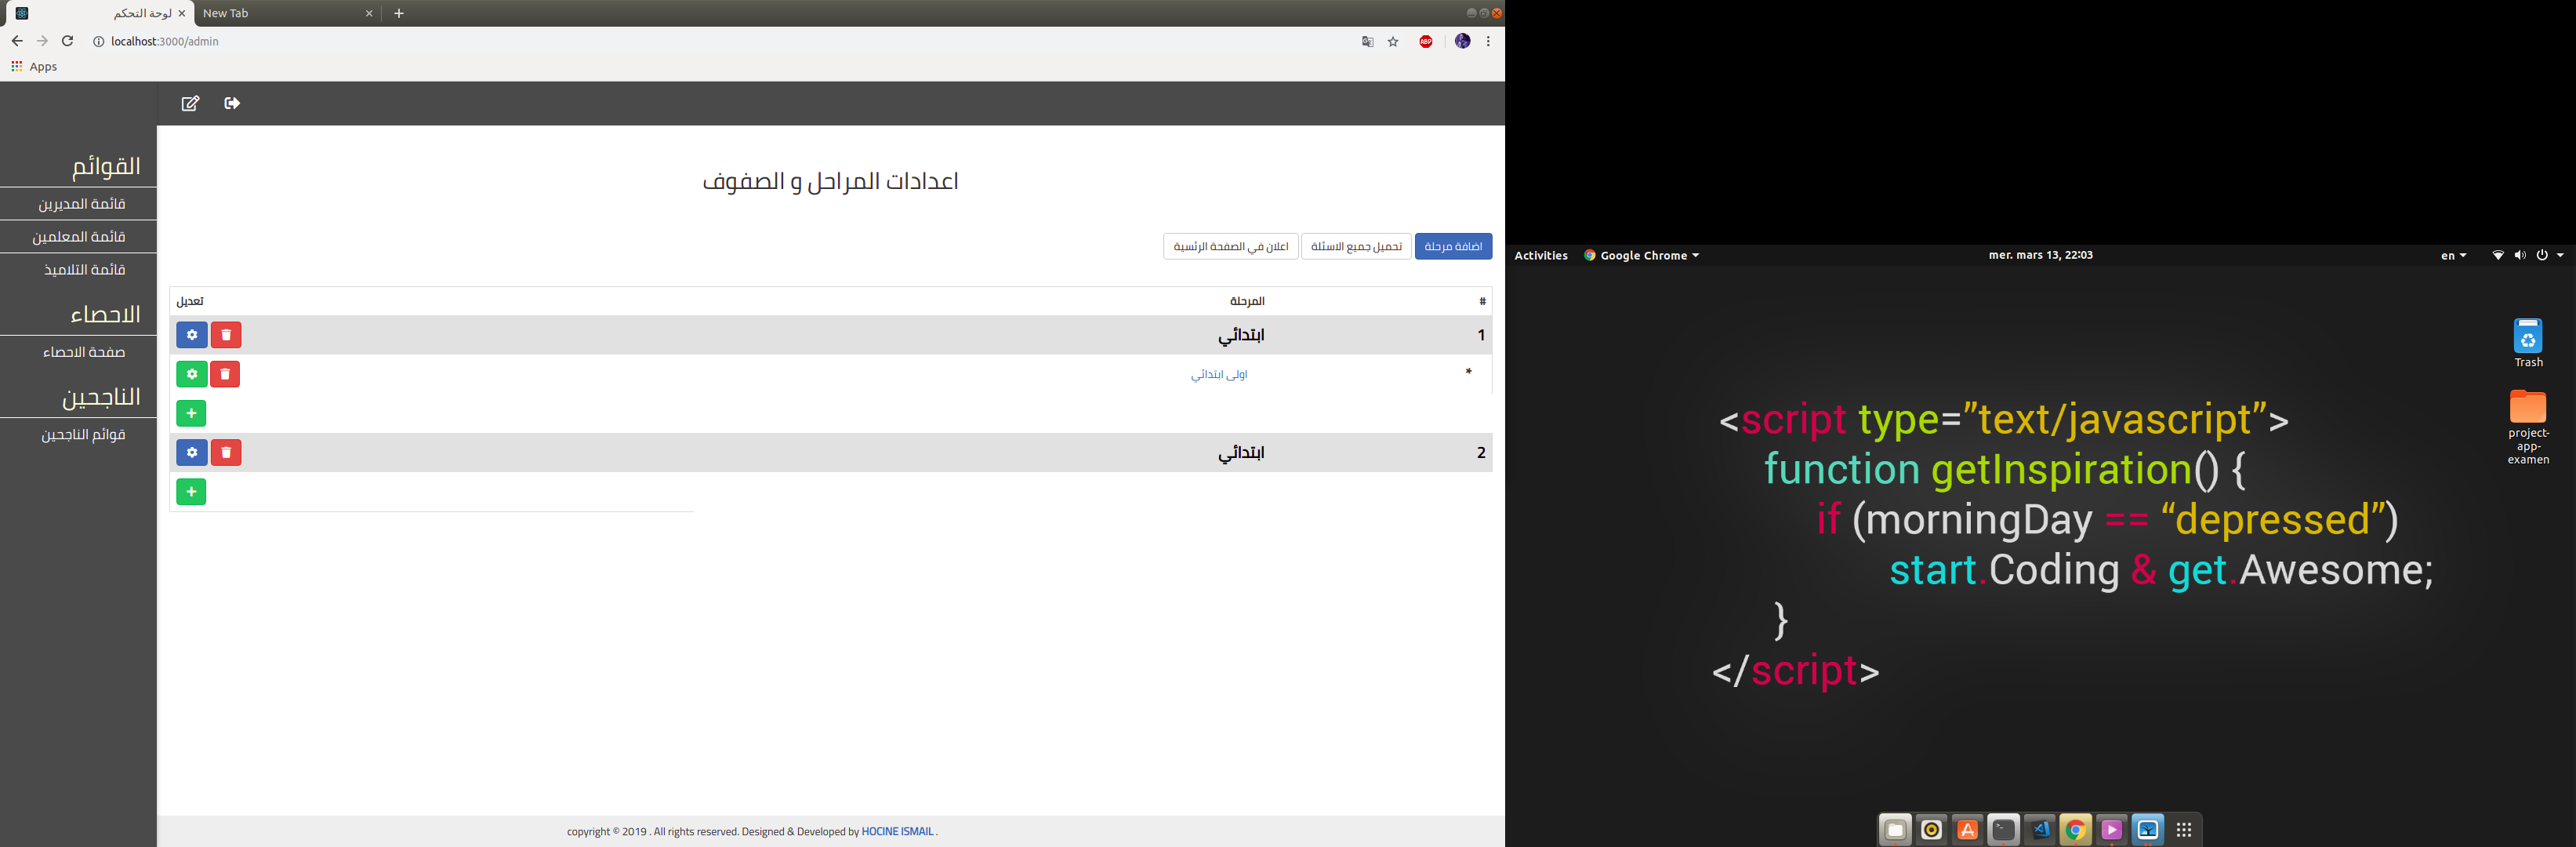 لوحة التحكم
New Tab
localhost:3000/admin
ABP
Apps
القوائم
قائمة المديرين
قائمة المعلمين
قائمة التلاميذ
الاحصاء
صفحة الاحصاء
الناجحين
قوائم الناجحين
اعدادات المراحل و الصفوف
اضافة مرحلة تحميل جميع الاسئلة اعلان في الصفحة الرئسية
# المرحلة تعديل
1 ابتدائي
* اولى ابتدائي
+
2 ابتدائي
+
copyright © 2019 . All rights reserved. Designed & Developed by HOCINE ISMAIL .
Activities Google Chrome mer. mars 13, 22:03 en
Trash
project-
app-
examen
<script type=”text/javascript”>
function getInspiration() {
if (morningDay == “depressed”)
start.Coding & get.Awesome;
}
</script>